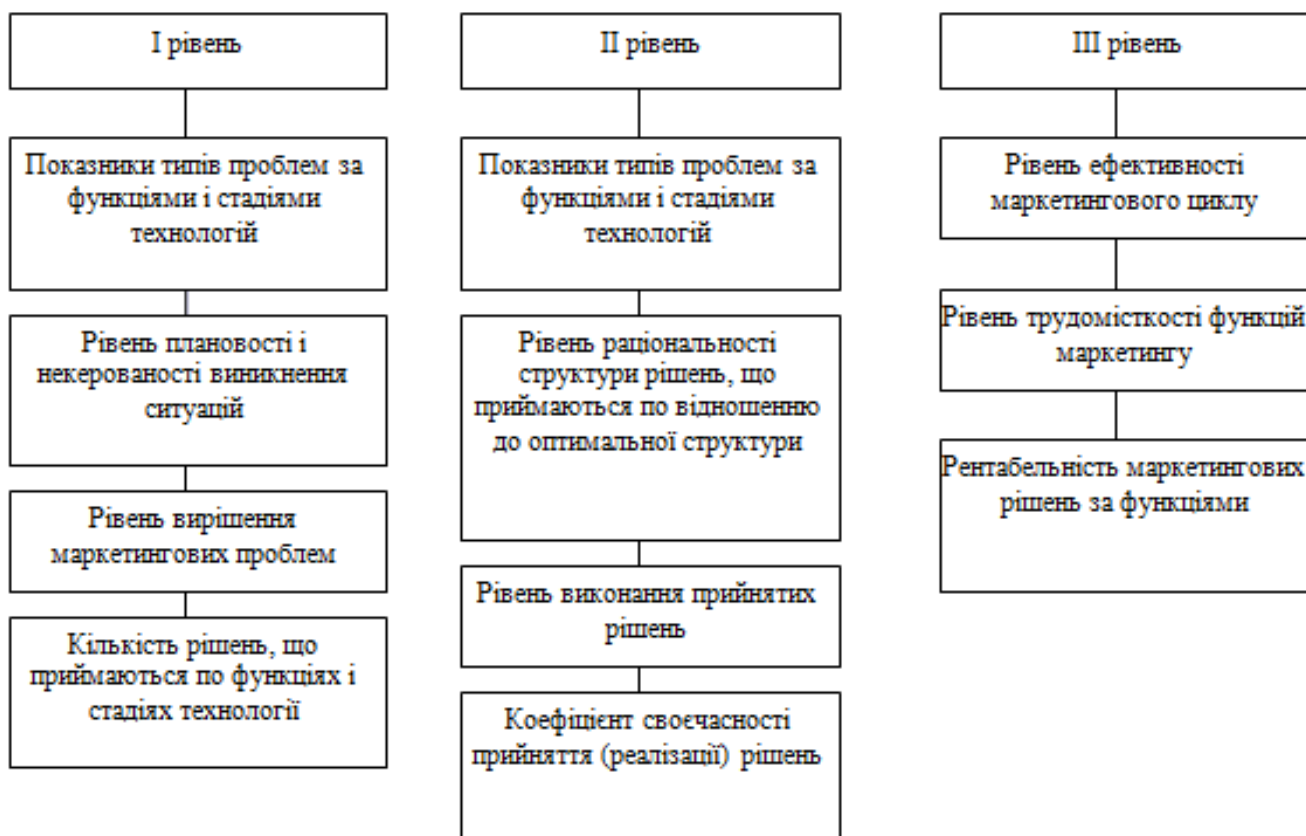 I рівень
Показники типів проблем за
функціями і стадіями
технологій
Рівень плановості і
некерованості виникнення
ситуацій
Рівень вирішення
маркетингових проблем
Кількість рішень, що
приймаються по функціях і
стадіях технології
II рівень
Показники типів проблем за
функціями і стадіями
технологій
Рівень раціональності
структури рішень, що
приймаються по відношенню
до оптимальної структури
Рівень виконання прийнятих
рішень
Коефіцієнт своєчасності
прийняття (реалізації) рішень
III рівень
Рівень ефективності
маркетингового циклу
Рівень трудомісткості функцій
маркетингу
Рентабельність маркетингових
рішень за функціями